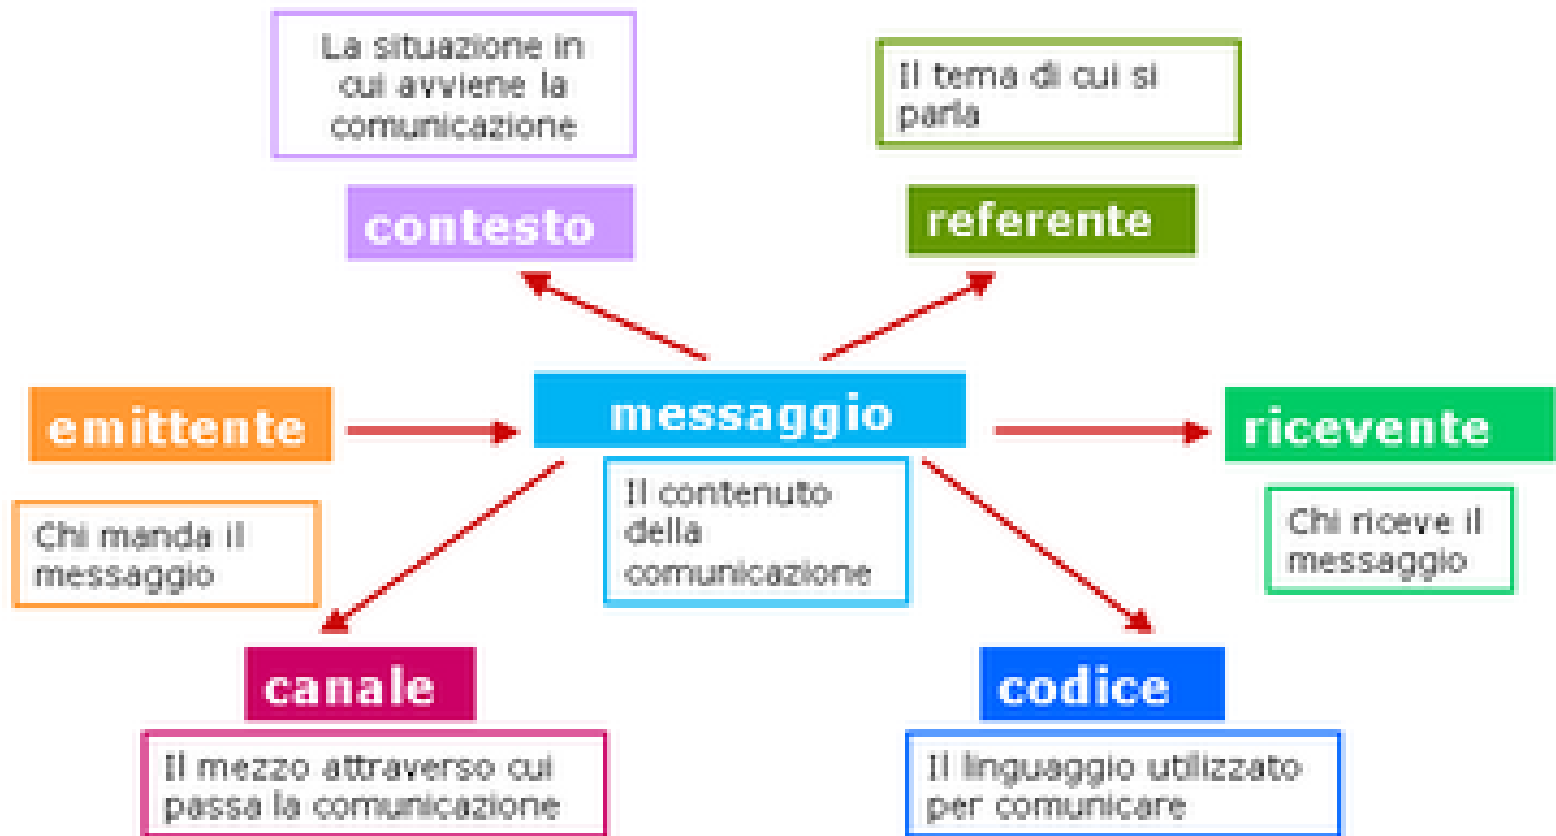 La situazione in
cui avviene la
comunicazione
Il tema di cui si
parla
contesto
referente
emittente
messaggio
ricevente
Chi manda il
messaggio
Il contenuto
della
comunicazione
Chi riceve il
messaggio
canale
codice
Il mezzo attraverso cui
passa la comunicazione
Il linguaggio utilizzato
per comunicare